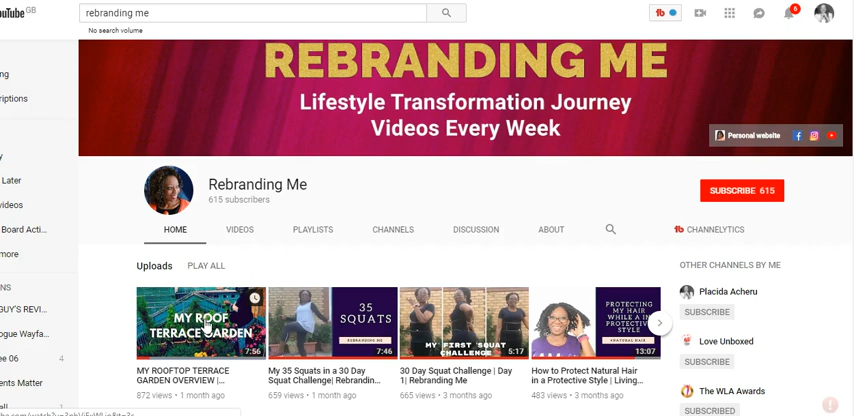 YouTube GB
rebranding me
No search volume
6
REBRANDING ME
Lifestyle Transformation Journey
Videos Every Week
Personal website
Rebranding Me
615 subscribers
SUBSCRIBE 615
HOME VIDEOS PLAYLISTS CHANNELS DISCUSSION ABOUT CHANNELYTICS
Uploads PLAY ALL
MY ROOF
TERRACE GARDEN
7:56
MY ROOFTOP TERRACE
GARDEN OVERVIEW |...
872 views • 1 month ago
35
SQUATS
7:46
My 35 Squats in a 30 Day
Squat Challenge| Rebrandin...
659 views • 1 month ago
MY FIRST SQUAT
CHALLENGE
5:17
30 Day Squat Challenge | Day
1| Rebranding Me
665 views • 3 months ago
PROTECTING
MY HAIR
WHILE A IN
PROTECTIVE
STYLE
13:07
How to Protect Natural Hair
in a Protective Style | Living...
483 views • 3 months ago
OTHER CHANNELS BY ME
Placida Acheru
SUBSCRIBE
Love Unboxed
SUBSCRIBE
The WLA Awards
SUBSCRIBED
ng
riptions
y
Later
videos
Board Acti...
more
NS
GUY'S REVI...
ogue Wayfa...
ee 06 4
ents Matter